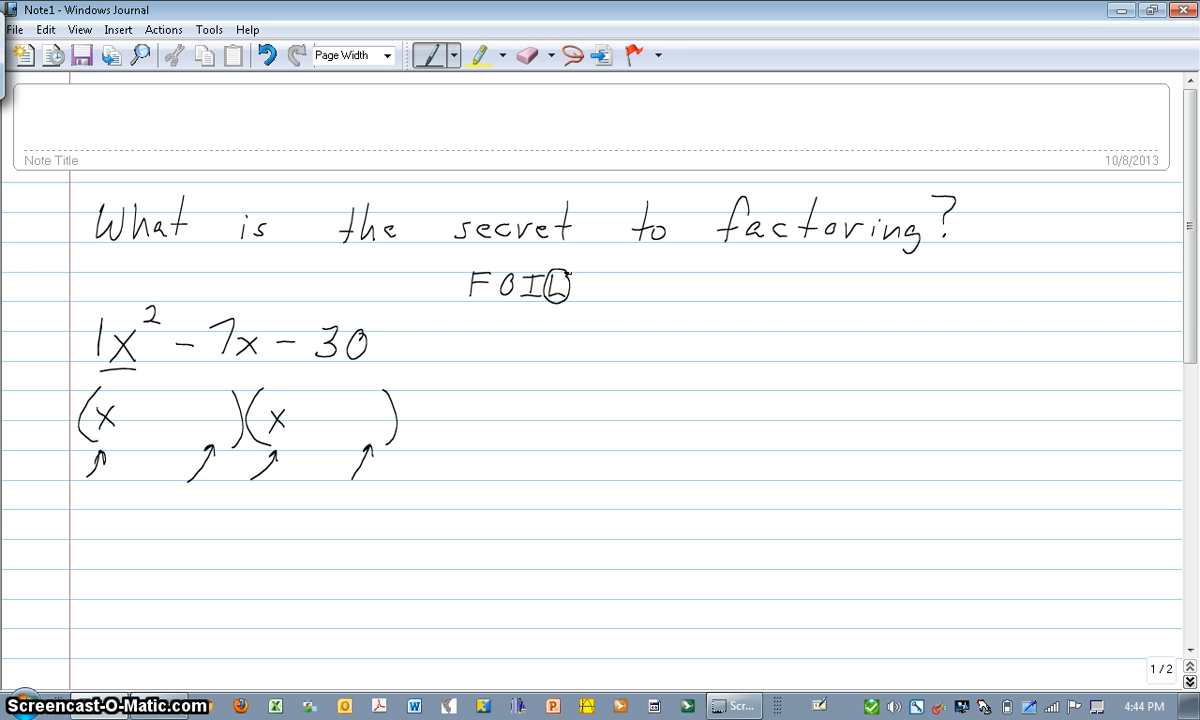 Note1 - Windows Journal
File Edit View Insert Actions Tools Help
Page Width
Note Title
10/8/2013
What is the secret to factoring?
FOIL
1x² - 7x - 30
(x )(x )
1 / 2
Screencast-O-Matic.com
Scr...
4:44 PM